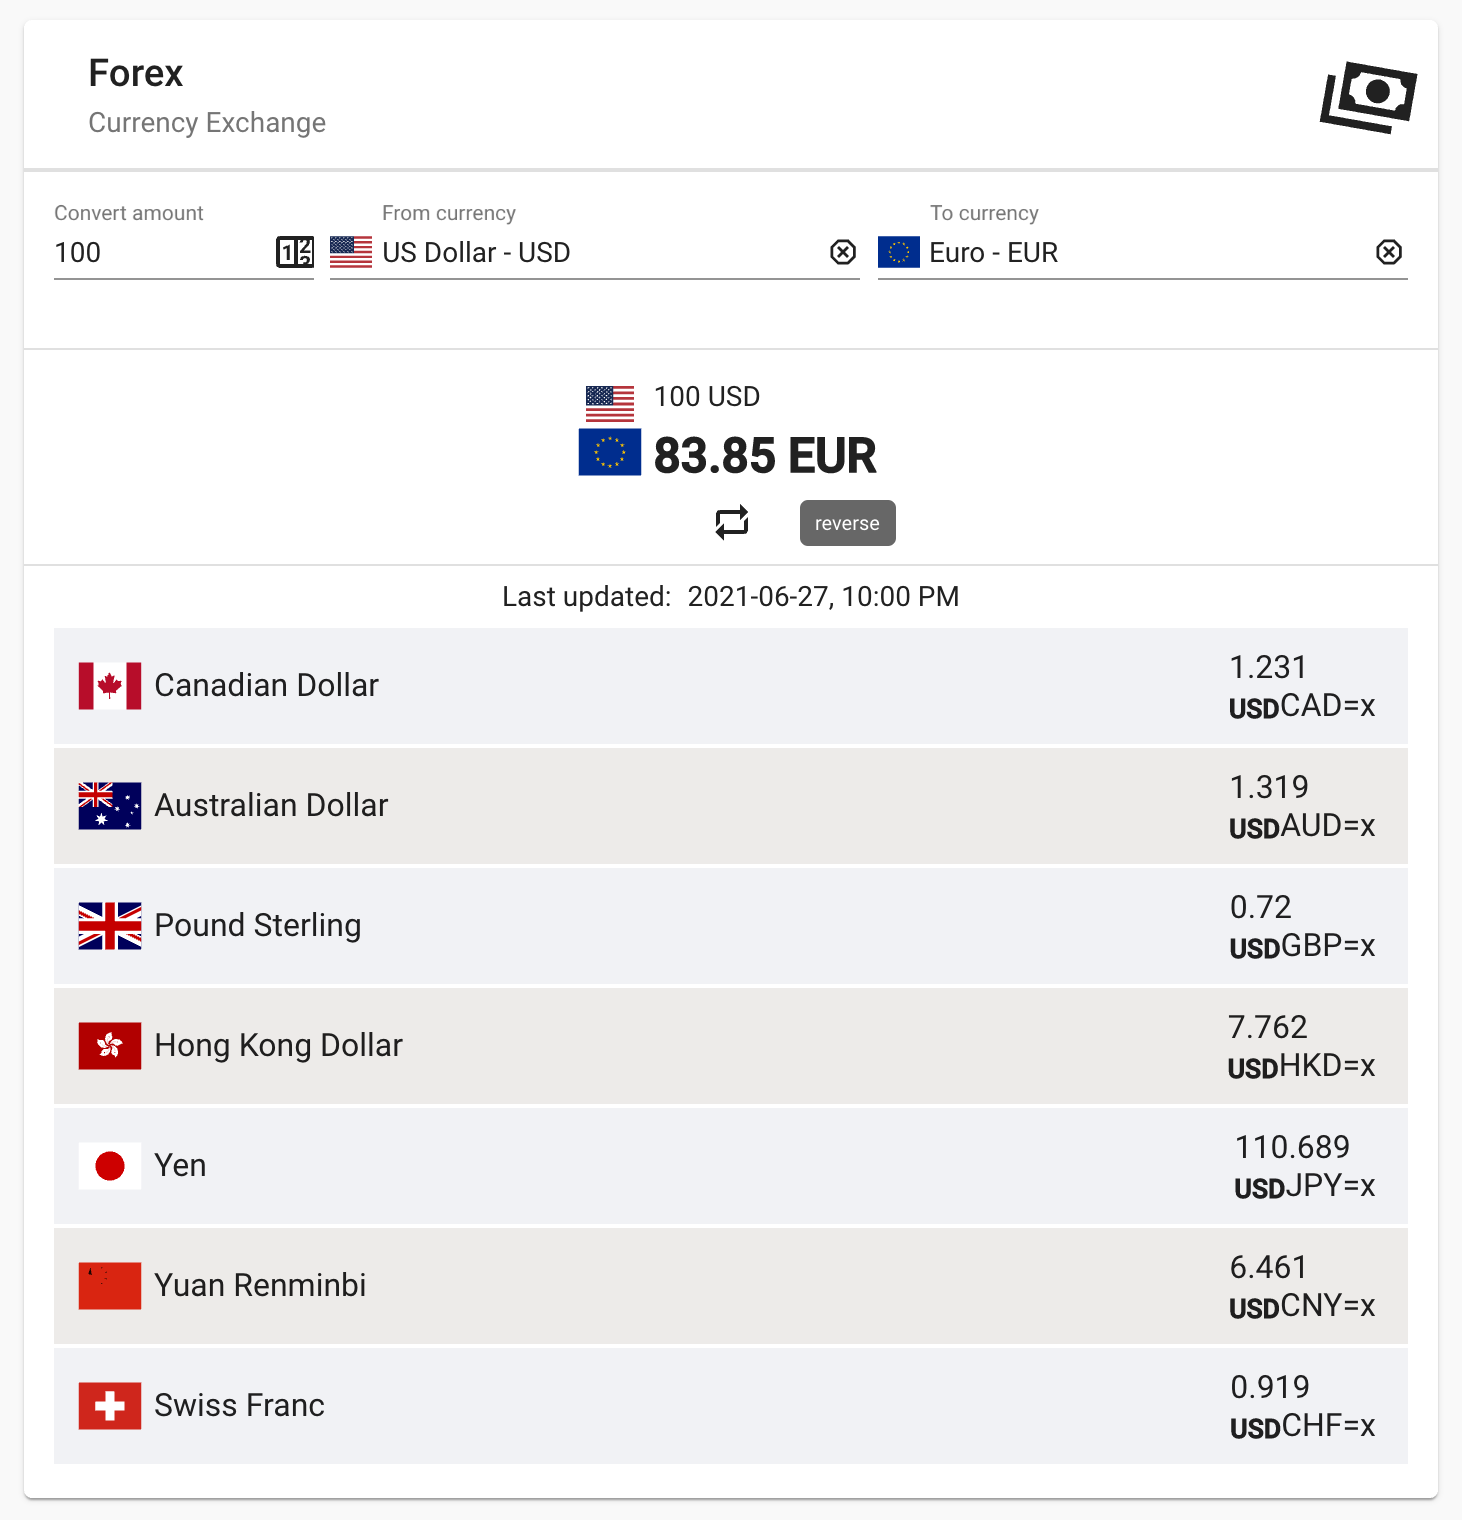 Forex
Currency Exchange
Convert amount From currency To currency
100 US Dollar - USD Euro - EUR
100 USD
83.85 EUR
reverse
Last updated: 2021-06-27, 10:00 PM
Canadian Dollar
1.231
USDCAD=x
Australian Dollar
1.319
USDAUD=x
Pound Sterling
0.72
USDGBP=x
Hong Kong Dollar
7.762
USDHKD=x
Yen
110.689
USDJPY=x
Yuan Renminbi
6.461
USDCNY=x
Swiss Franc
0.919
USDCHF=x